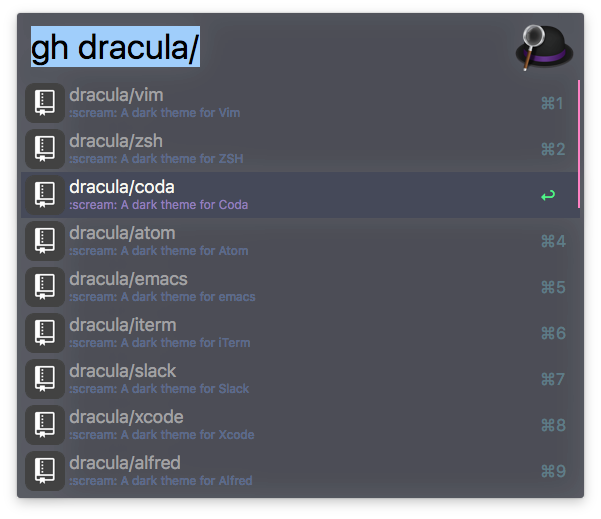 gh dracula/
dracula/vim
:scream: A dark theme for Vim
⌘1
dracula/zsh
:scream: A dark theme for ZSH
⌘2
dracula/coda
:scream: A dark theme for Coda
↩
dracula/atom
:scream: A dark theme for Atom
⌘4
dracula/emacs
:scream: A dark theme for emacs
⌘5
dracula/iterm
:scream: A dark theme for iTerm
⌘6
dracula/slack
:scream: A dark theme for Slack
⌘7
dracula/xcode
:scream: A dark theme for Xcode
⌘8
dracula/alfred
:scream: A dark theme for Alfred
⌘9